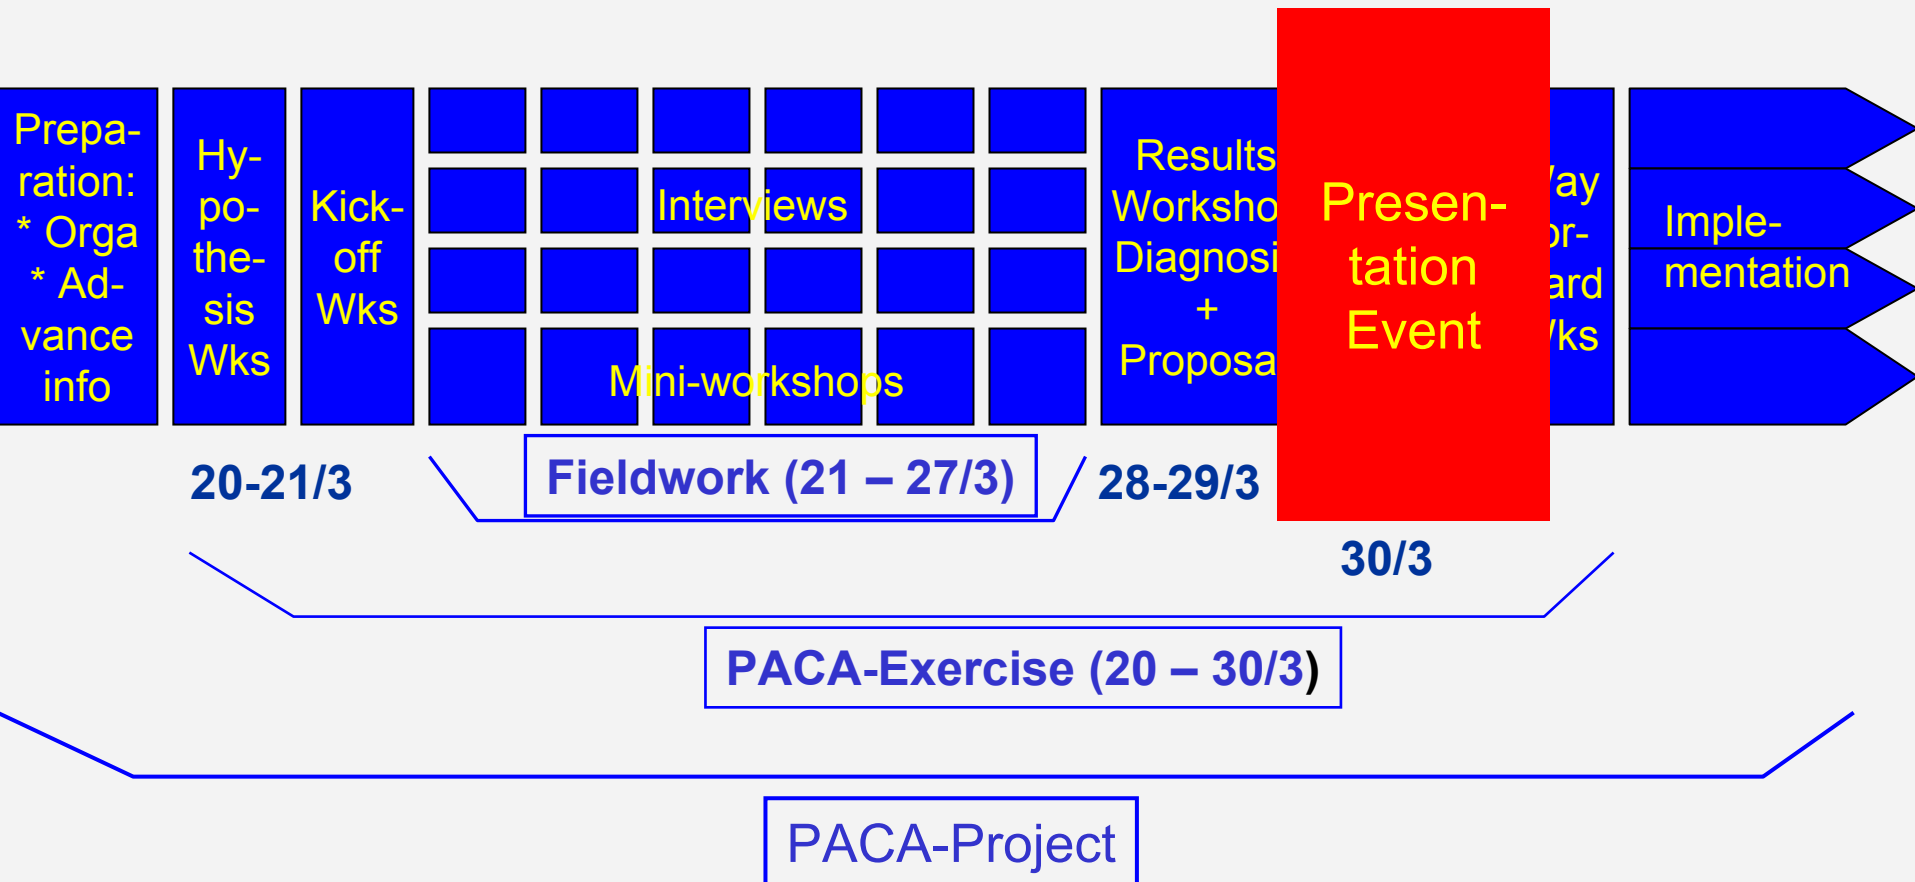 Prepa-
ration:
* Orga
* Ad-
vance
info
Hy-
po-
the-
sis
Wks
Kick-
off
Wks
Interviews
Mini-workshops
Results
Worksho
Diagnosi
+
Proposa
Presen-
tation
Event
ay
or-
ard
ks
Imple-
mentation
20-21/3
Fieldwork (21 – 27/3)
28-29/3
30/3
PACA-Exercise (20 – 30/3)
PACA-Project